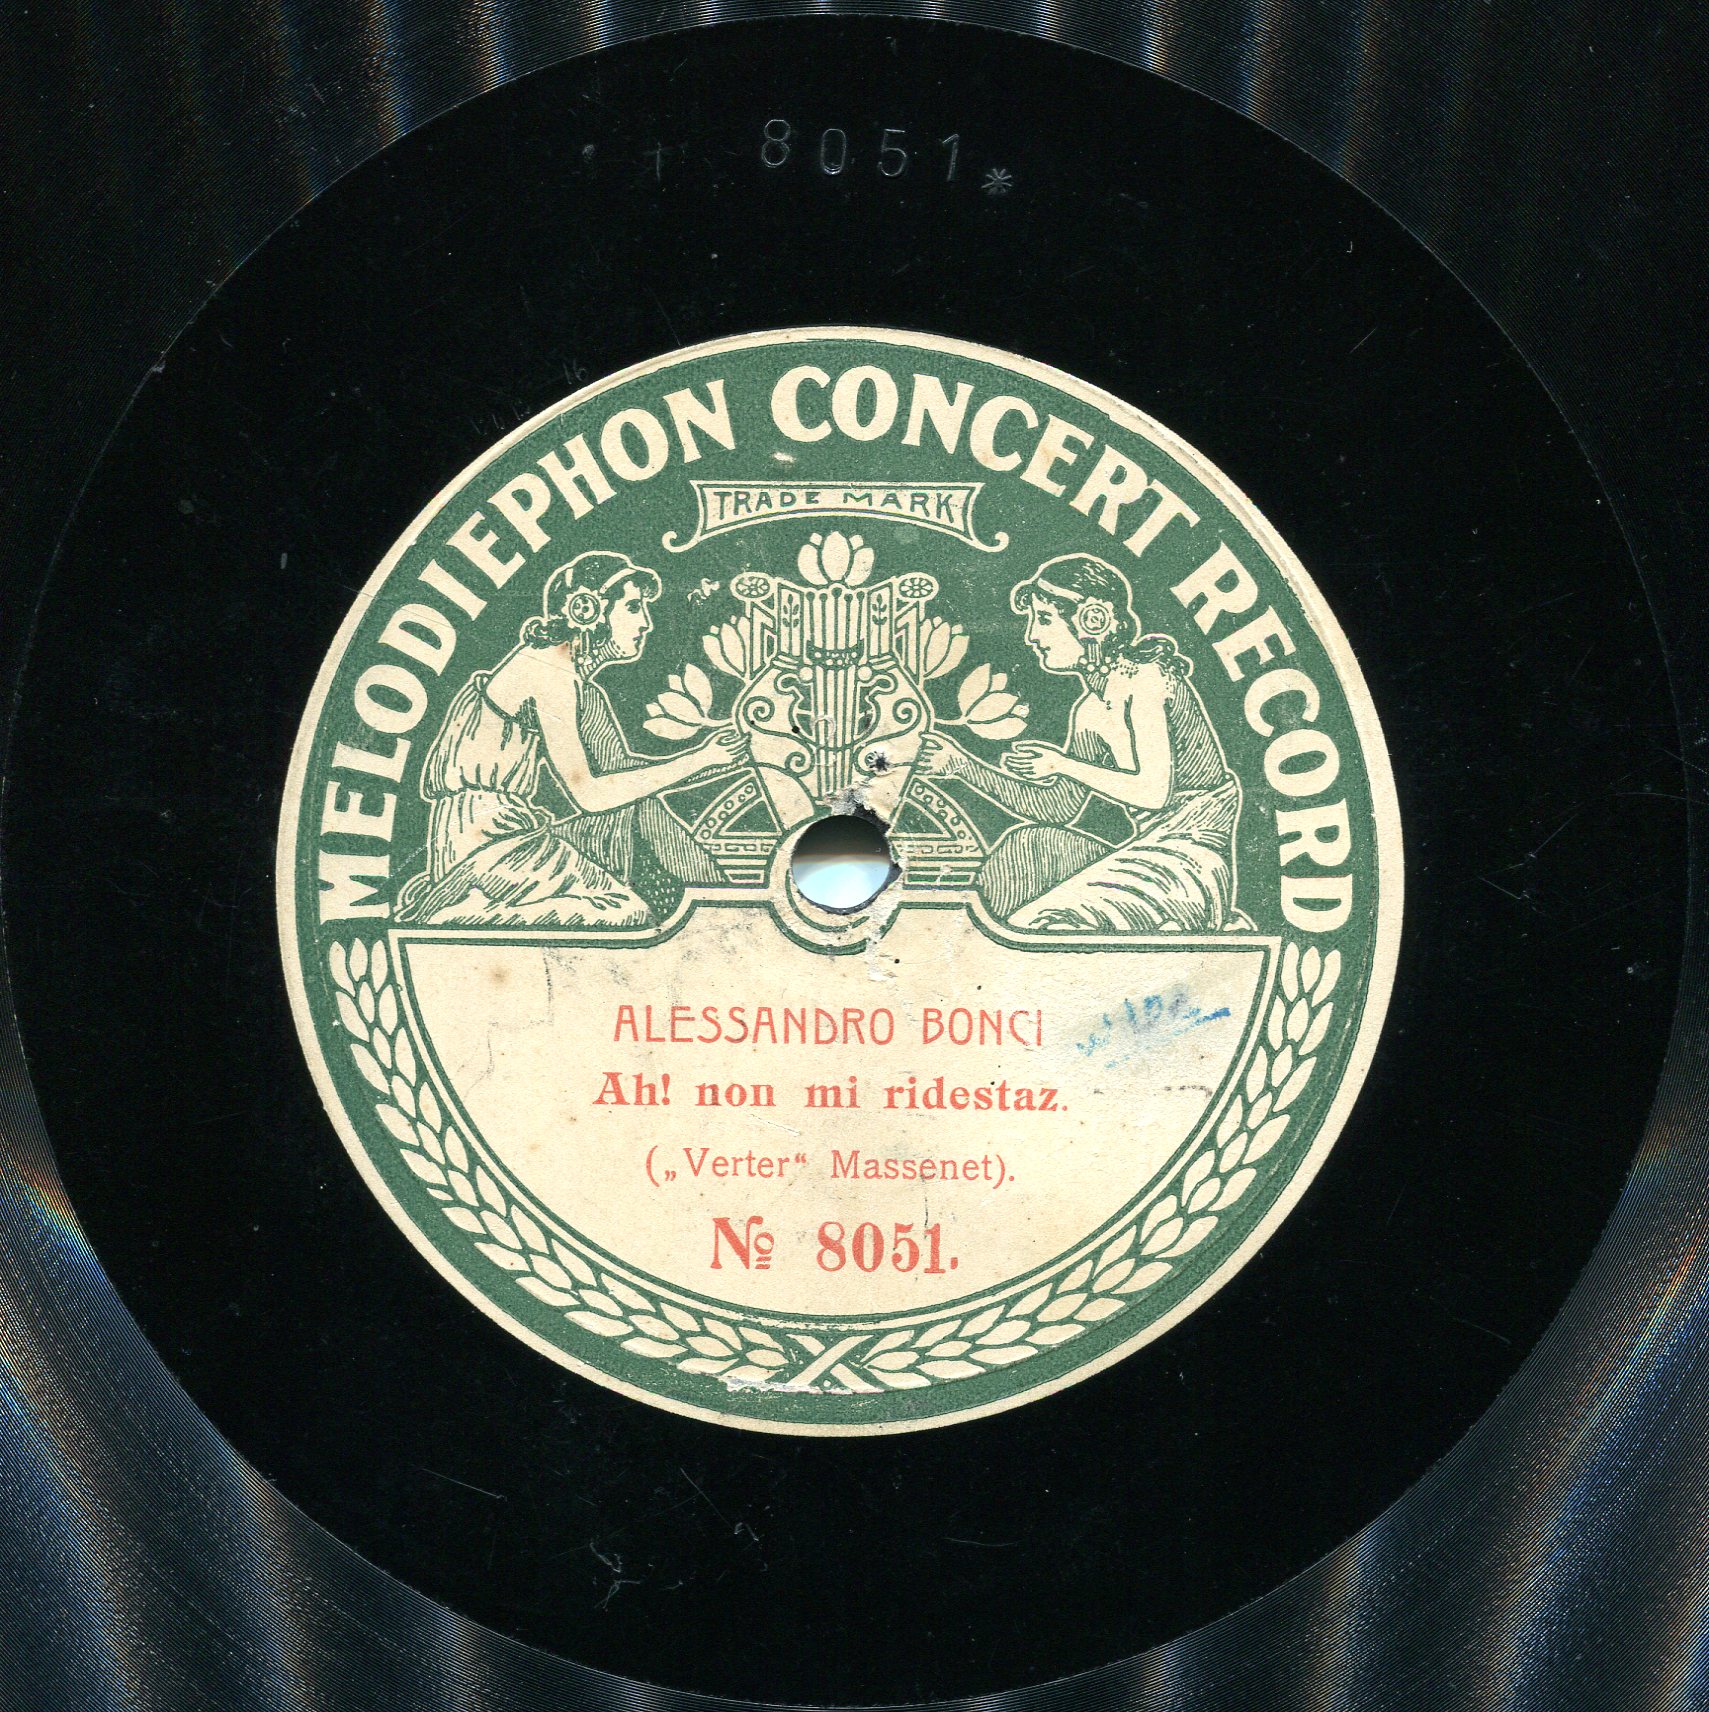 8051*
MELODIEPHON CONCERT RECORD
TRADE MARK
ALESSANDRO BONCI
Ah! non mi ridestaz.
(„Verter“ Massenet).
№ 8051.